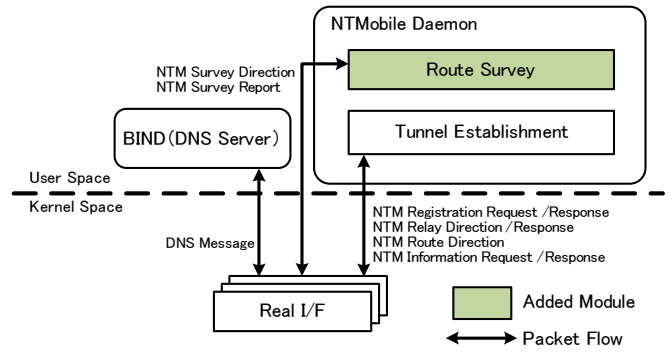 NTMobile Daemon
Route Survey
NTM Survey Direction
NTM Survey Report
Tunnel Establishment
BIND(DNS Server)
User Space
Kernel Space
DNS Message
NTM Registration Request /Response
NTM Relay Direction /Response
NTM Route Direction
NTM Information Request /Response
Real I/F
Added Module
Packet Flow